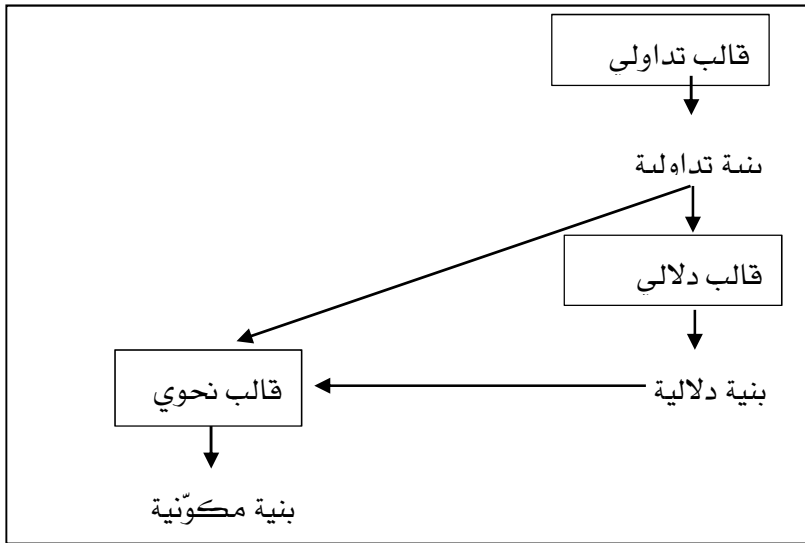 قالب تداولي
بنية تداولية
قالب دلالي
بنية دلالية
قالب نحوي
بنية مكوّنية